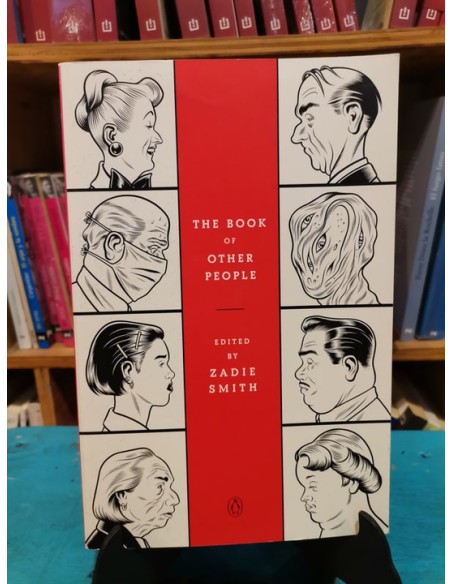 THE BOOK
OF
OTHER
PEOPLE
EDITED
BY
ZADIE
SMITH